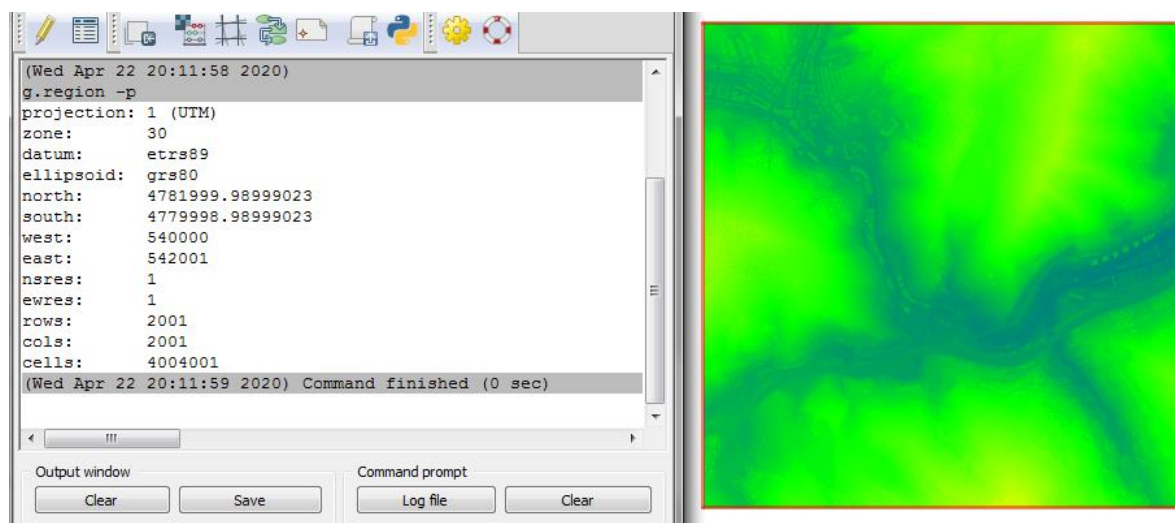 (Wed Apr 22 20:11:58 2020)
g.region -p
projection: 1 (UTM)
zone: 30
datum: etrs89
ellipsoid: grs80
north: 4781999.98999023
south: 4779998.98999023
west: 540000
east: 542001
nsres: 1
ewres: 1
rows: 2001
cols: 2001
cells: 4004001
(Wed Apr 22 20:11:59 2020) Command finished (0 sec)
Output window Command prompt
Clear Save Log file Clear